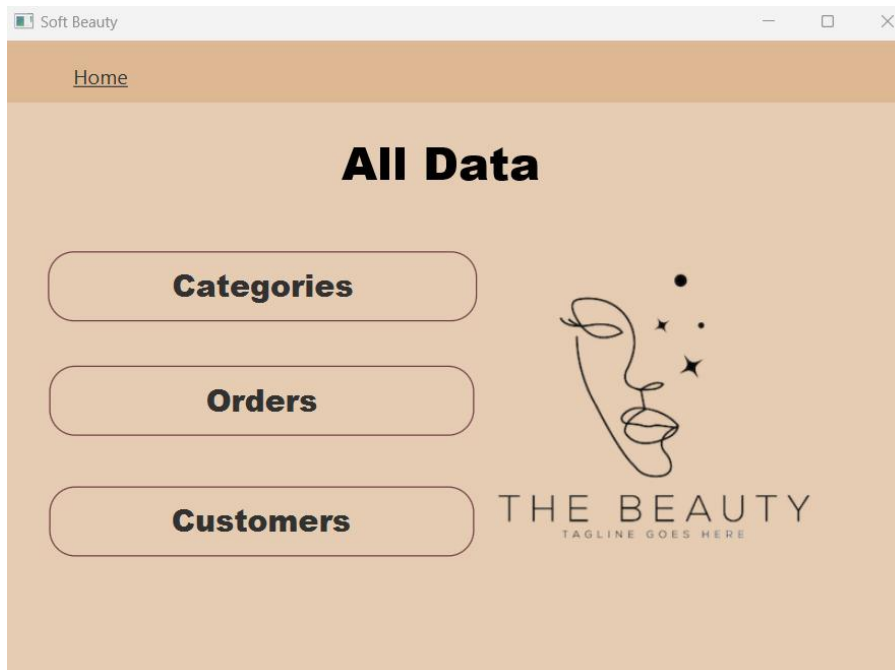 Soft Beauty
Home
All Data
Categories
Orders
Customers
THE BEAUTY
TAGLINE GOES HERE